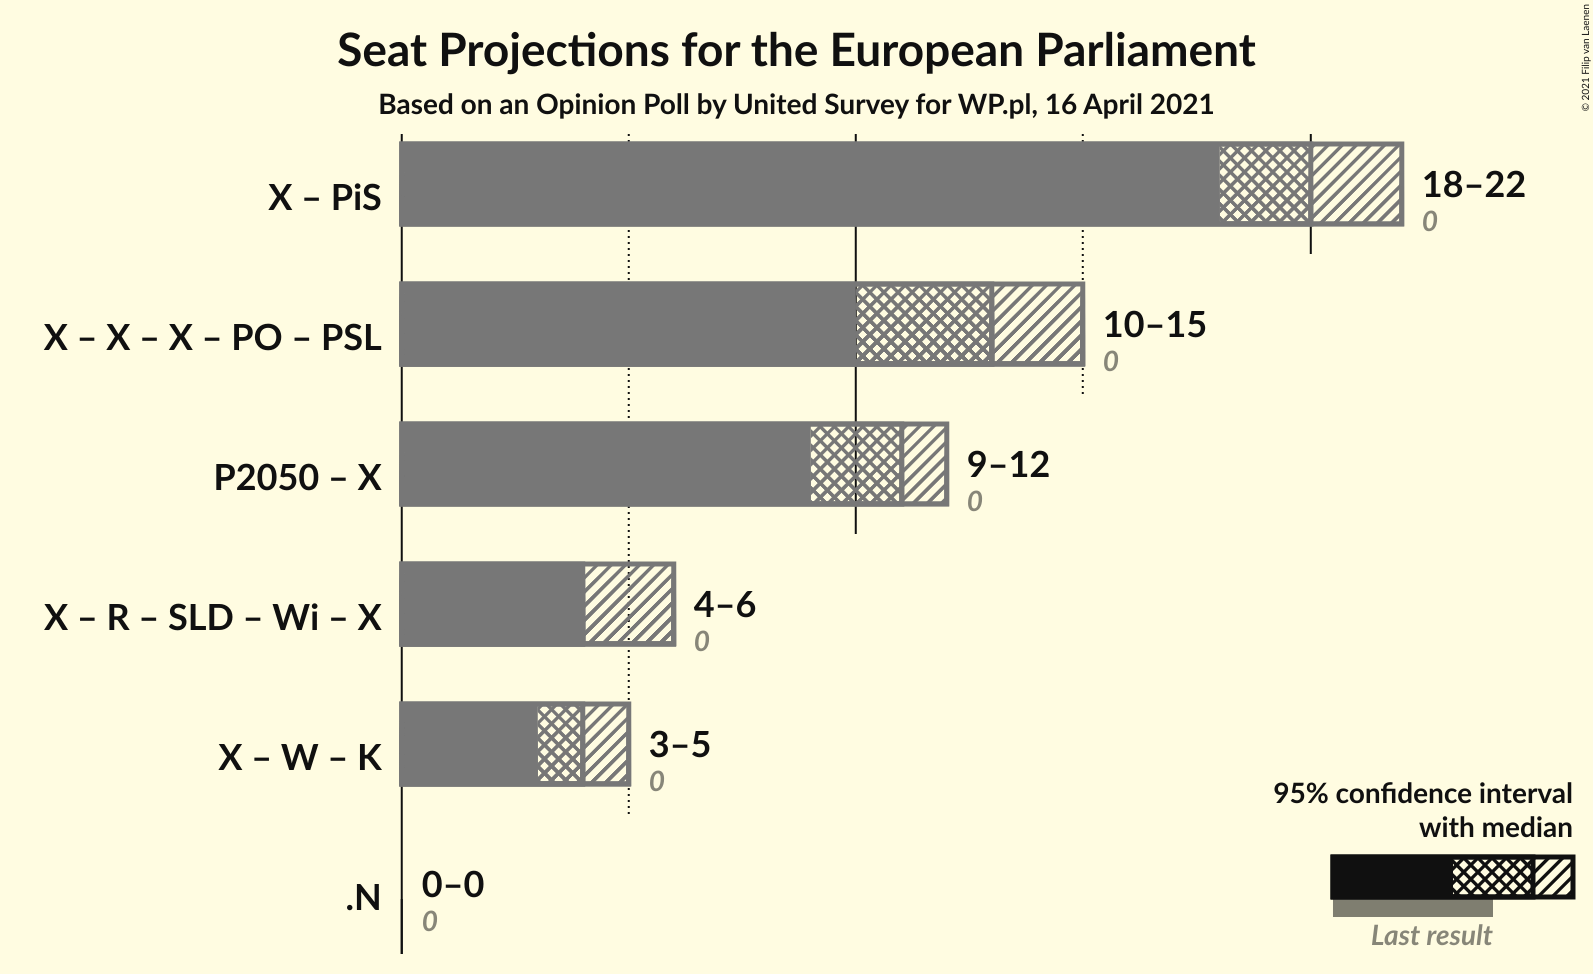 Seat Projections for the European Parliament
Based on an Opinion Poll by United Survey for WP.pl, 16 April 2021
© 2021 Filip van Laenen
X – PiS
18–22
0
X – X – X – PO – PSL
10–15
0
P2050 – X
9–12
0
X – R – SLD – Wi – X
4–6
0
X – W – K
3–5
0
.N
0–0
0
95% confidence interval
with median
Last result